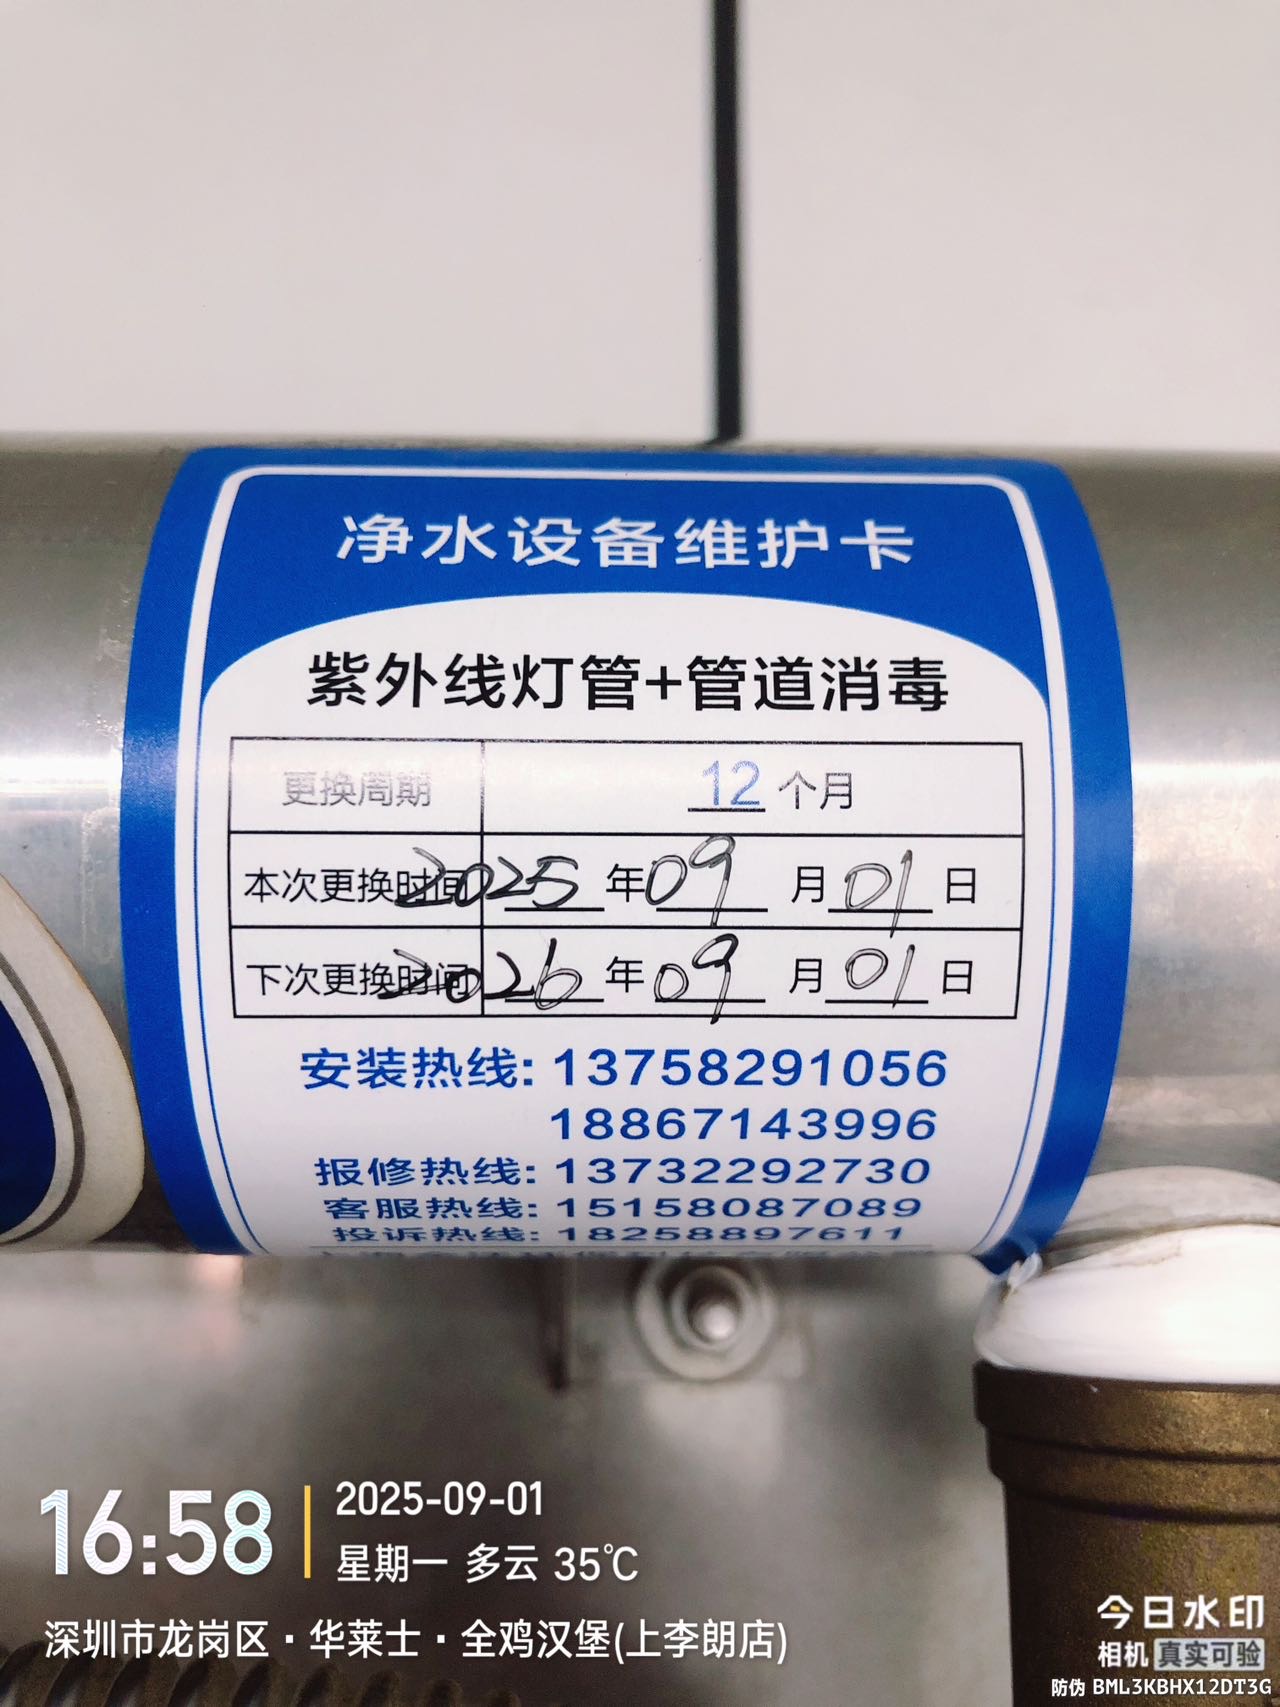 净水设备维护卡
紫外线灯管+管道消毒
更换周期 12 个月
本次更换时间 2025 年 09 月 01 日
下次更换时间 2026 年 09 月 01 日
安装热线: 13758291056
18867143996
报修热线: 13732292730
客服热线: 15158087089
投诉热线: 18258897611
16:58
2025-09-01
星期一 多云 35℃
深圳市龙岗区·华莱士·全鸡汉堡(上李朗店)
今日水印
相机 真实可验
防伪 BML3KBHX12DT3G